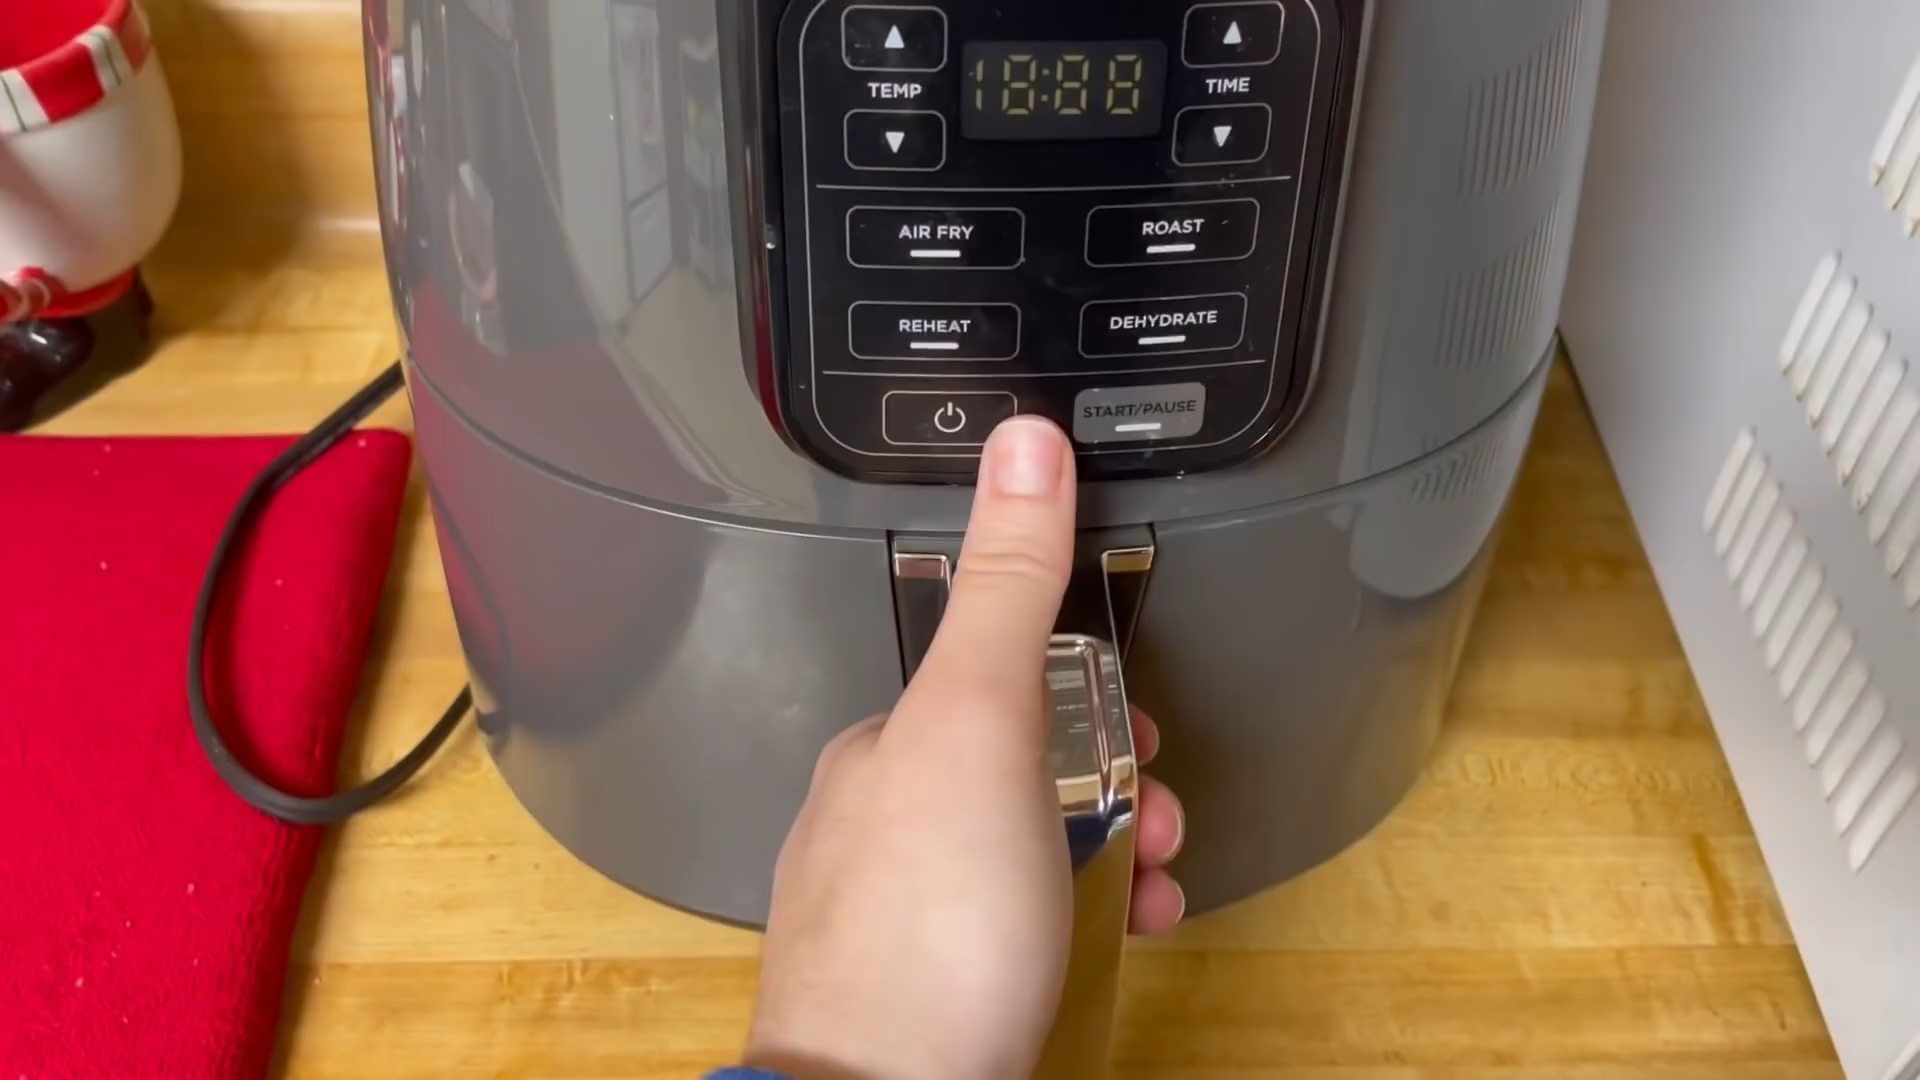 TEMP
18:88
TIME
AIR FRY
ROAST
REHEAT
DEHYDRATE
START/PAUSE